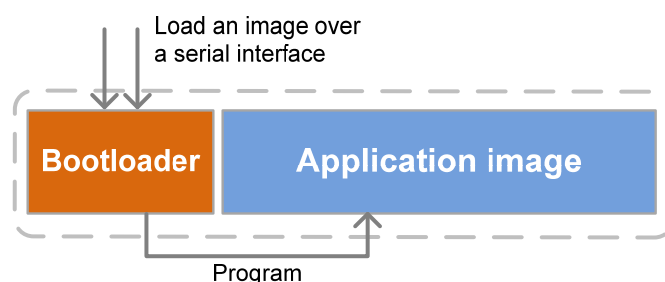 Load an image over
a serial interface
Bootloader
Application image
Program